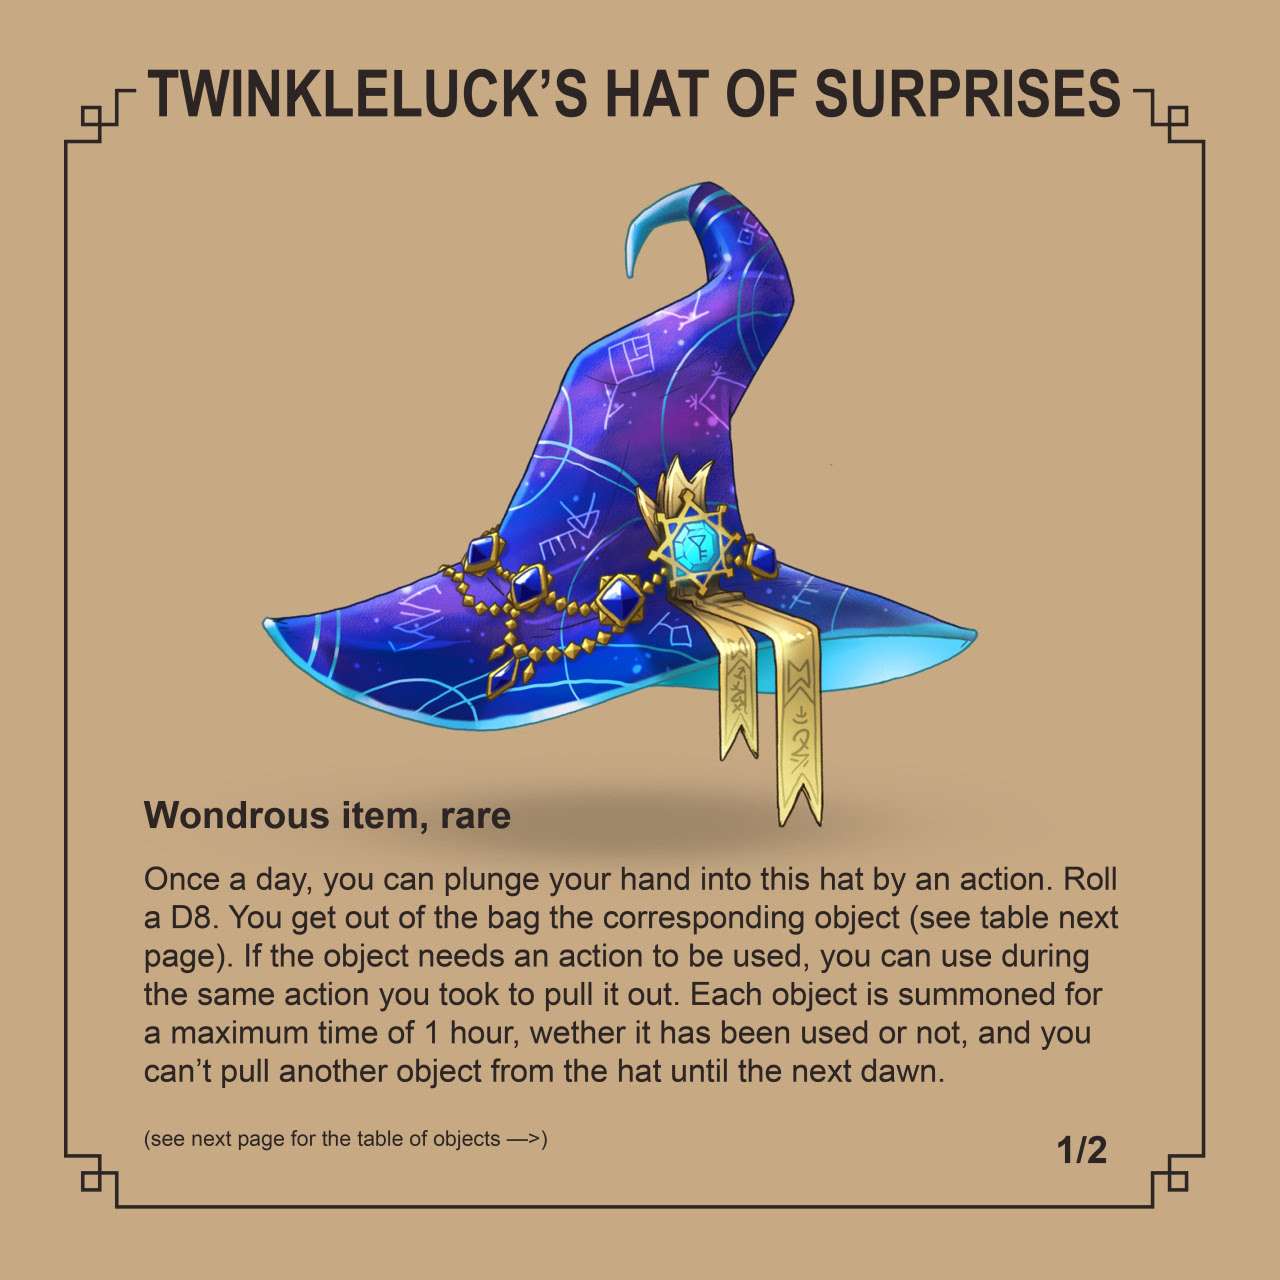 TWINKLELUCK’S HAT OF SURPRISES
Wondrous item, rare
Once a day, you can plunge your hand into this hat by an action. Roll
a D8. You get out of the bag the corresponding object (see table next
page). If the object needs an action to be used, you can use during
the same action you took to pull it out. Each object is summoned for
a maximum time of 1 hour, wether it has been used or not, and you
can’t pull another object from the hat until the next dawn.
(see next page for the table of objects —>)
1/2